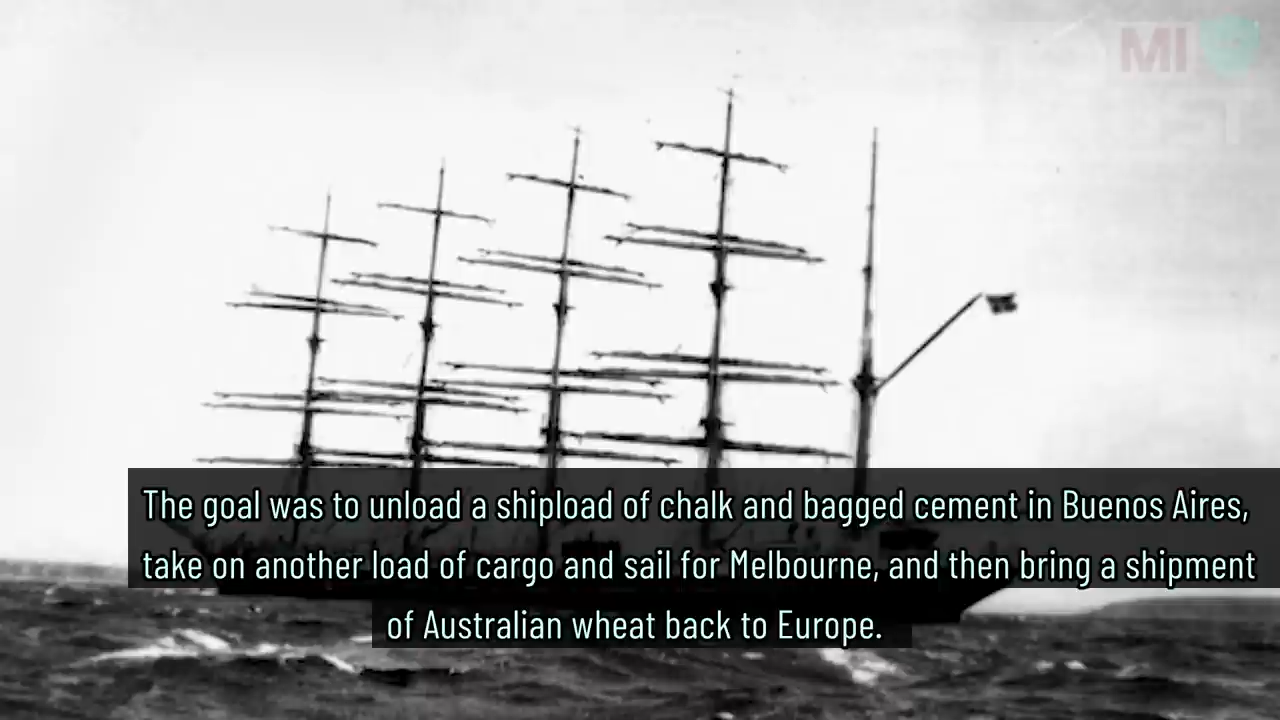 MI
The goal was to unload a shipload of chalk and bagged cement in Buenos Aires,
take on another load of cargo and sail for Melbourne, and then bring a shipment
of Australian wheat back to Europe.